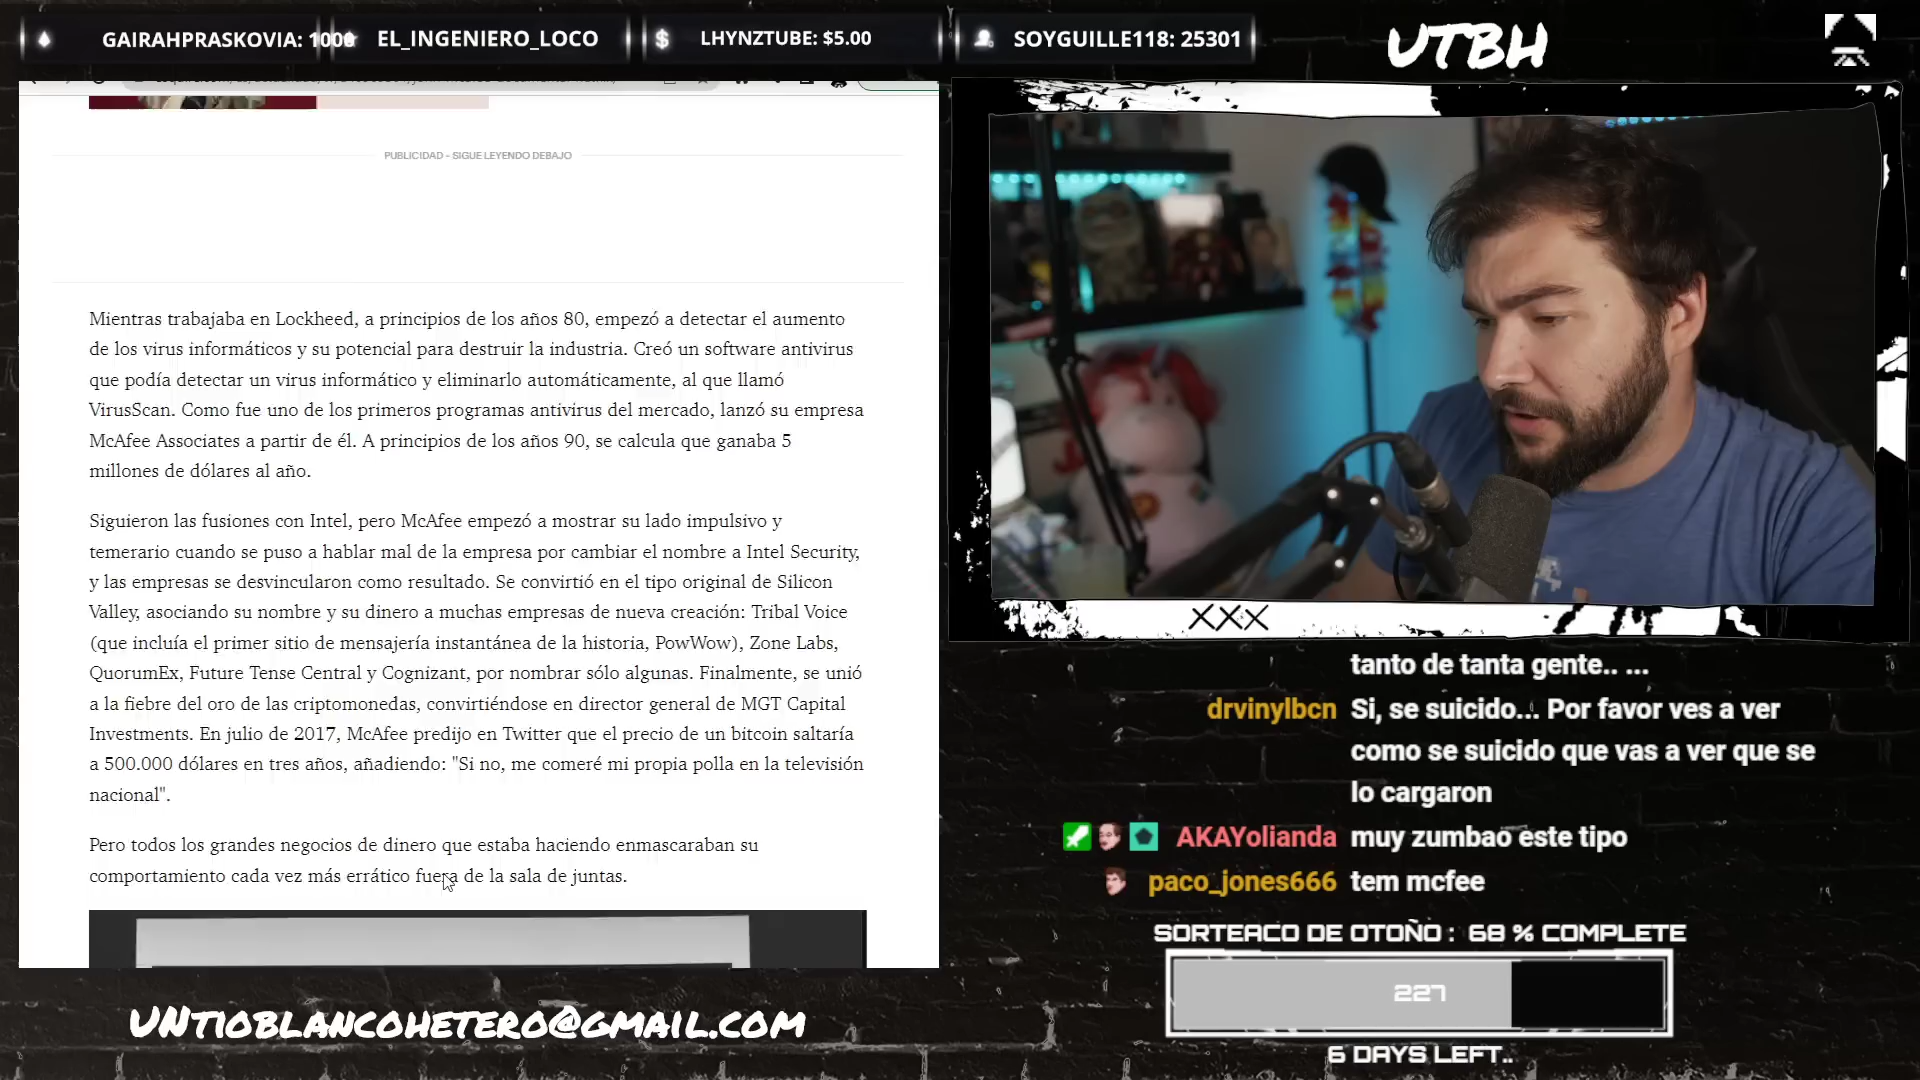 GAIRAHPRASKOVIA: 100
EL_INGENIERO_LOCO
$
LHYNZTUBE: $5.00
SOYGUILLE118: 25301
UTBH
PUBLICIDAD - SIGUE LEYENDO DEBAJO
Mientras trabajaba en Lockheed, a principios de los años 80, empezó a detectar el aumento
de los virus informáticos y su potencial para destruir la industria. Creó un software antivirus
que podía detectar un virus informático y eliminarlo automáticamente, al que llamó
VirusScan. Como fue uno de los primeros programas antivirus del mercado, lanzó su empresa
McAfee Associates a partir de él. A principios de los años 90, se calcula que ganaba 5
millones de dólares al año.
Siguieron las fusiones con Intel, pero McAfee empezó a mostrar su lado impulsivo y
temerario cuando se puso a hablar mal de la empresa por cambiar el nombre a Intel Security,
y las empresas se desvincularon como resultado. Se convirtió en el tipo original de Silicon
Valley, asociando su nombre y su dinero a muchas empresas de nueva creación: Tribal Voice
(que incluía el primer sitio de mensajería instantánea de la historia, PowWow), Zone Labs,
QuorumEx, Future Tense Central y Cognizant, por nombrar sólo algunas. Finalmente, se unió
a la fiebre del oro de las criptomonedas, convirtiéndose en director general de MGT Capital
Investments. En julio de 2017, McAfee predijo en Twitter que el precio de un bitcoin saltaría
a 500.000 dólares en tres años, añadiendo: "Si no, me comeré mi propia polla en la televisión
nacional".
Pero todos los grandes negocios de dinero que estaba haciendo enmascaraban su
comportamiento cada vez más errático fuera de la sala de juntas.
XXX
tanto de tanta gente.. ...
drvinylbcn Si, se suicido... Por favor ves a ver
como se suicido que vas a ver que se
lo cargaron
AKAYolianda muy zumbao este tipo
paco_jones666 tem mcfee
SORTEACO DE OTOÑO : 68 % COMPLETE
227
6 DAYS LEFT..
UNTIOBLANCOHETERO@GMAIL.COM